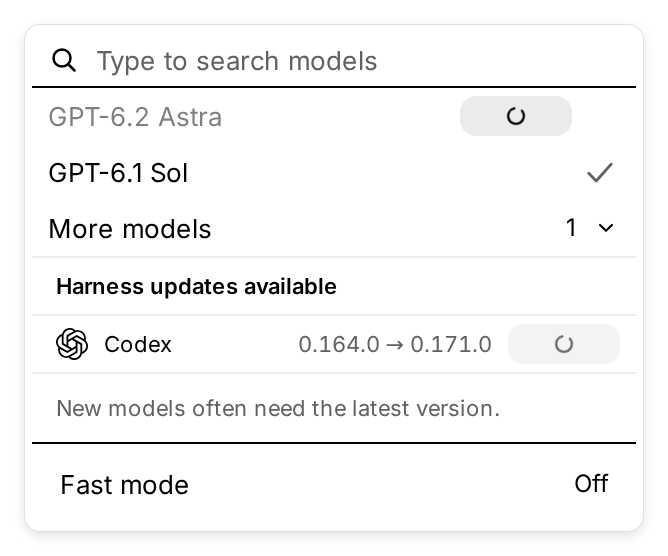 Type to search models
GPT-6.2 Astra
GPT-6.1 Sol
More models 1
Harness updates available
Codex 0.164.0 → 0.171.0
New models often need the latest version.
Fast mode Off